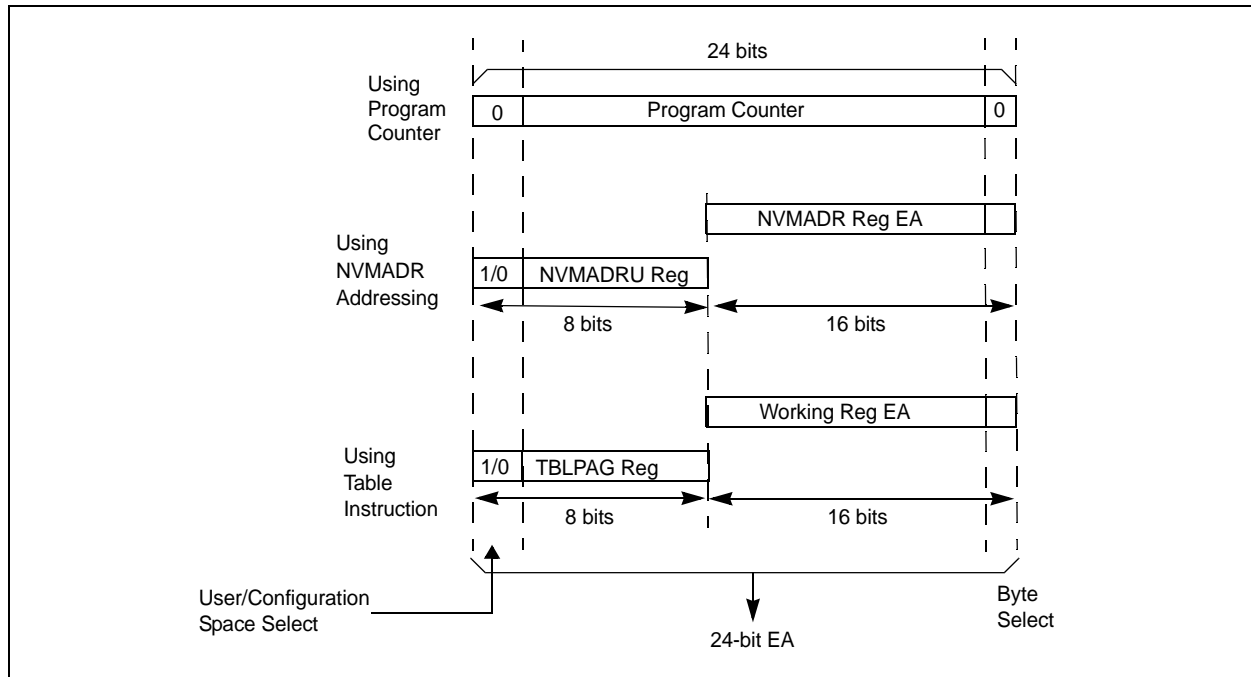 24 bits
Using
Program
Counter
0
Program Counter
0
NVMADR Reg EA
Using
NVMADR
Addressing
1/0
NVMADRU Reg
8 bits
16 bits
Working Reg EA
Using
Table
Instruction
1/0
TBLPAG Reg
8 bits
16 bits
User/Configuration
Space Select
24-bit EA
Byte
Select